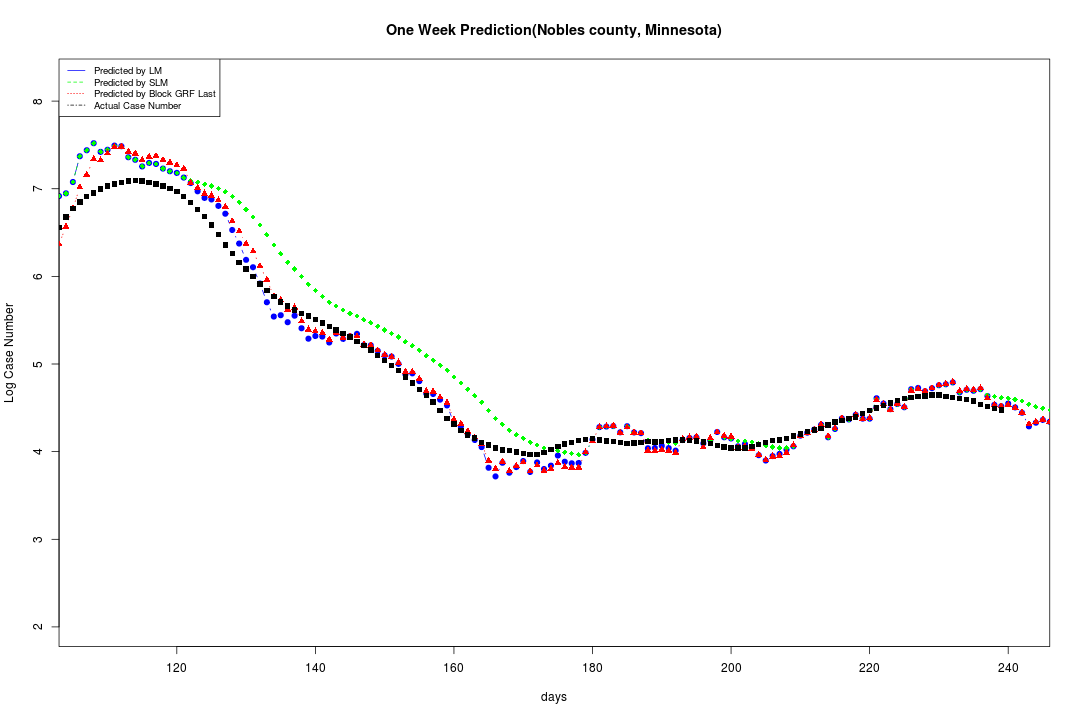 One Week Prediction(Nobles county, Minnesota)
Predicted by LM
Predicted by SLM
Predicted by Block GRF Last
Actual Case Number
8
7
6
5
4
3
2
Log Case Number
120 140 160 180 200 220 240
days